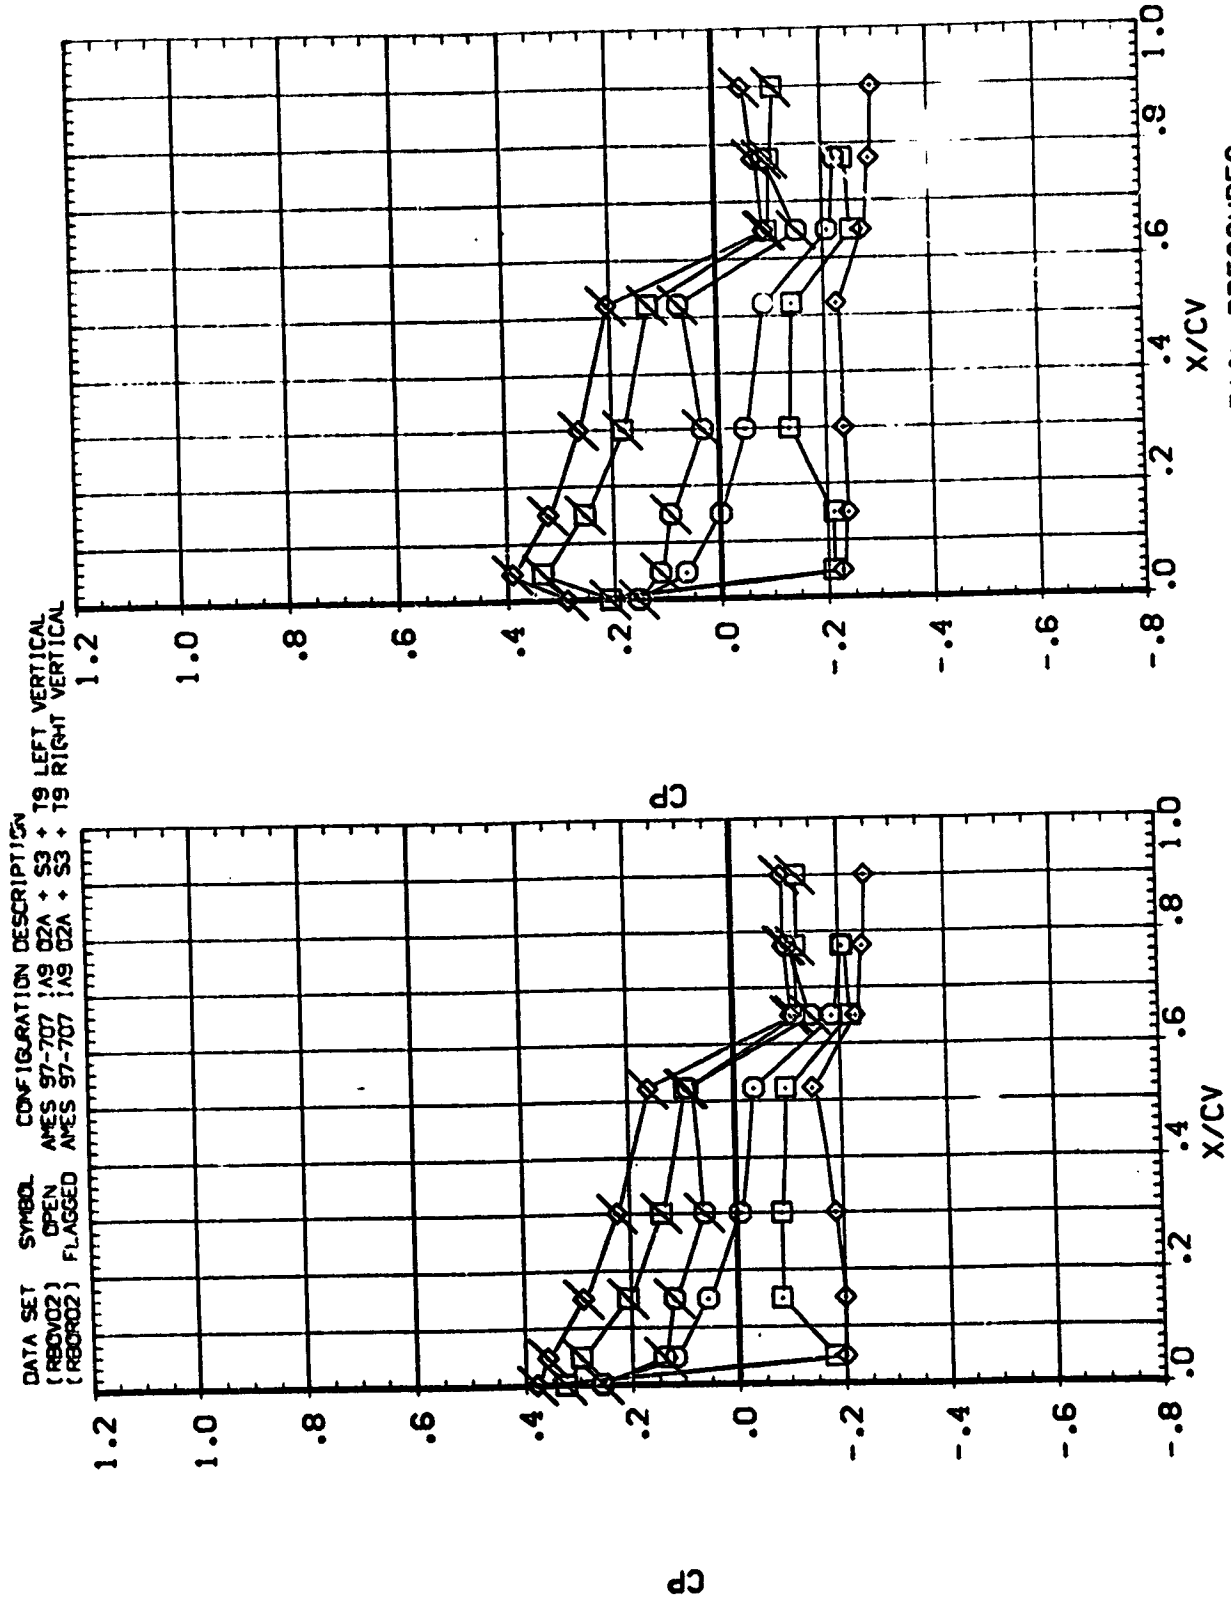 DATA SET SYMBOL CONFIGURATION DESCRIPTION
[RBOV02] OPEN AMES 97-707 IA9 O2A + S3 + T9 LEFT VERTICAL
[RBOR02] FLAGGED AMES 97-707 IA9 O2A + S3 + T9 RIGHT VERTICAL
1.2
1.0
.8
.6
.4
.2
.0
-.2
-.4
-.6
-.8
CP
.0 .2 .4 .6 .8 1.0
X/CV
1.2
1.0
.8
.6
.4
.2
.0
-.2
-.4
-.6
-.8
CP
.0 .2 .4 .6 .8 1.0
X/CV